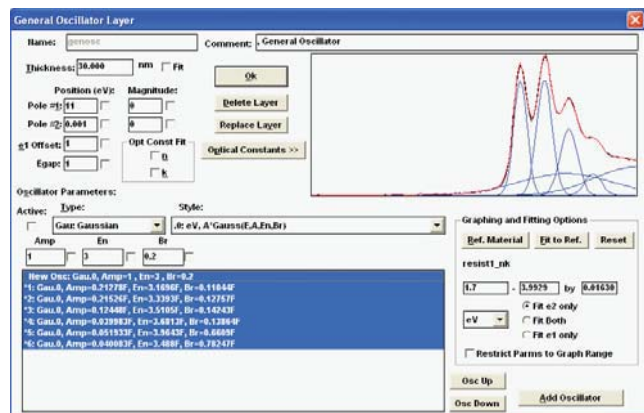 General Oscillator Layer
Name: genosc Comment: , General Oscillator
Thickness: 30.000 nm Fit
Ok
Position (eV): Magnitude:
Pole #1: 11 0
Delete Layer
Pole #2: 0.001 0
Replace Layer
e1 Offset: 1 Opt Const Fit
n
Optical Constants >>
Egap: 1
k
Oscillator Parameters:
Active: Type: Style:
Gau: Gaussian .0: eV, A*Gauss(E,A,En,Br)
Amp En Br
1 3 0.2
New Osc: Gau.0, Amp=1 , En=3 , Br=0.2
*1: Gau.0, Amp=0.21278F, En=3.1696F, Br=0.11044F
*2: Gau.0, Amp=0.21526F, En=3.3393F, Br=0.12757F
*3: Gau.0, Amp=0.12448F, En=3.5105F, Br=0.14243F
*4: Gau.0, Amp=0.039983F, En=3.6813F, Br=0.13864F
*5: Gau.0, Amp=0.051933F, En=3.9643F, Br=0.6609F
*6: Gau.0, Amp=0.040083F, En=3.488F, Br=0.78247F
Graphing and Fitting Options
Ref. Material Fit to Ref. Reset
resist1_nk
1.7 - 3.9929 by 0.01630
Fit e2 only
eV Fit Both
Fit e1 only
Restrict Parms to Graph Range
Osc Up
Osc Down Add Oscillator